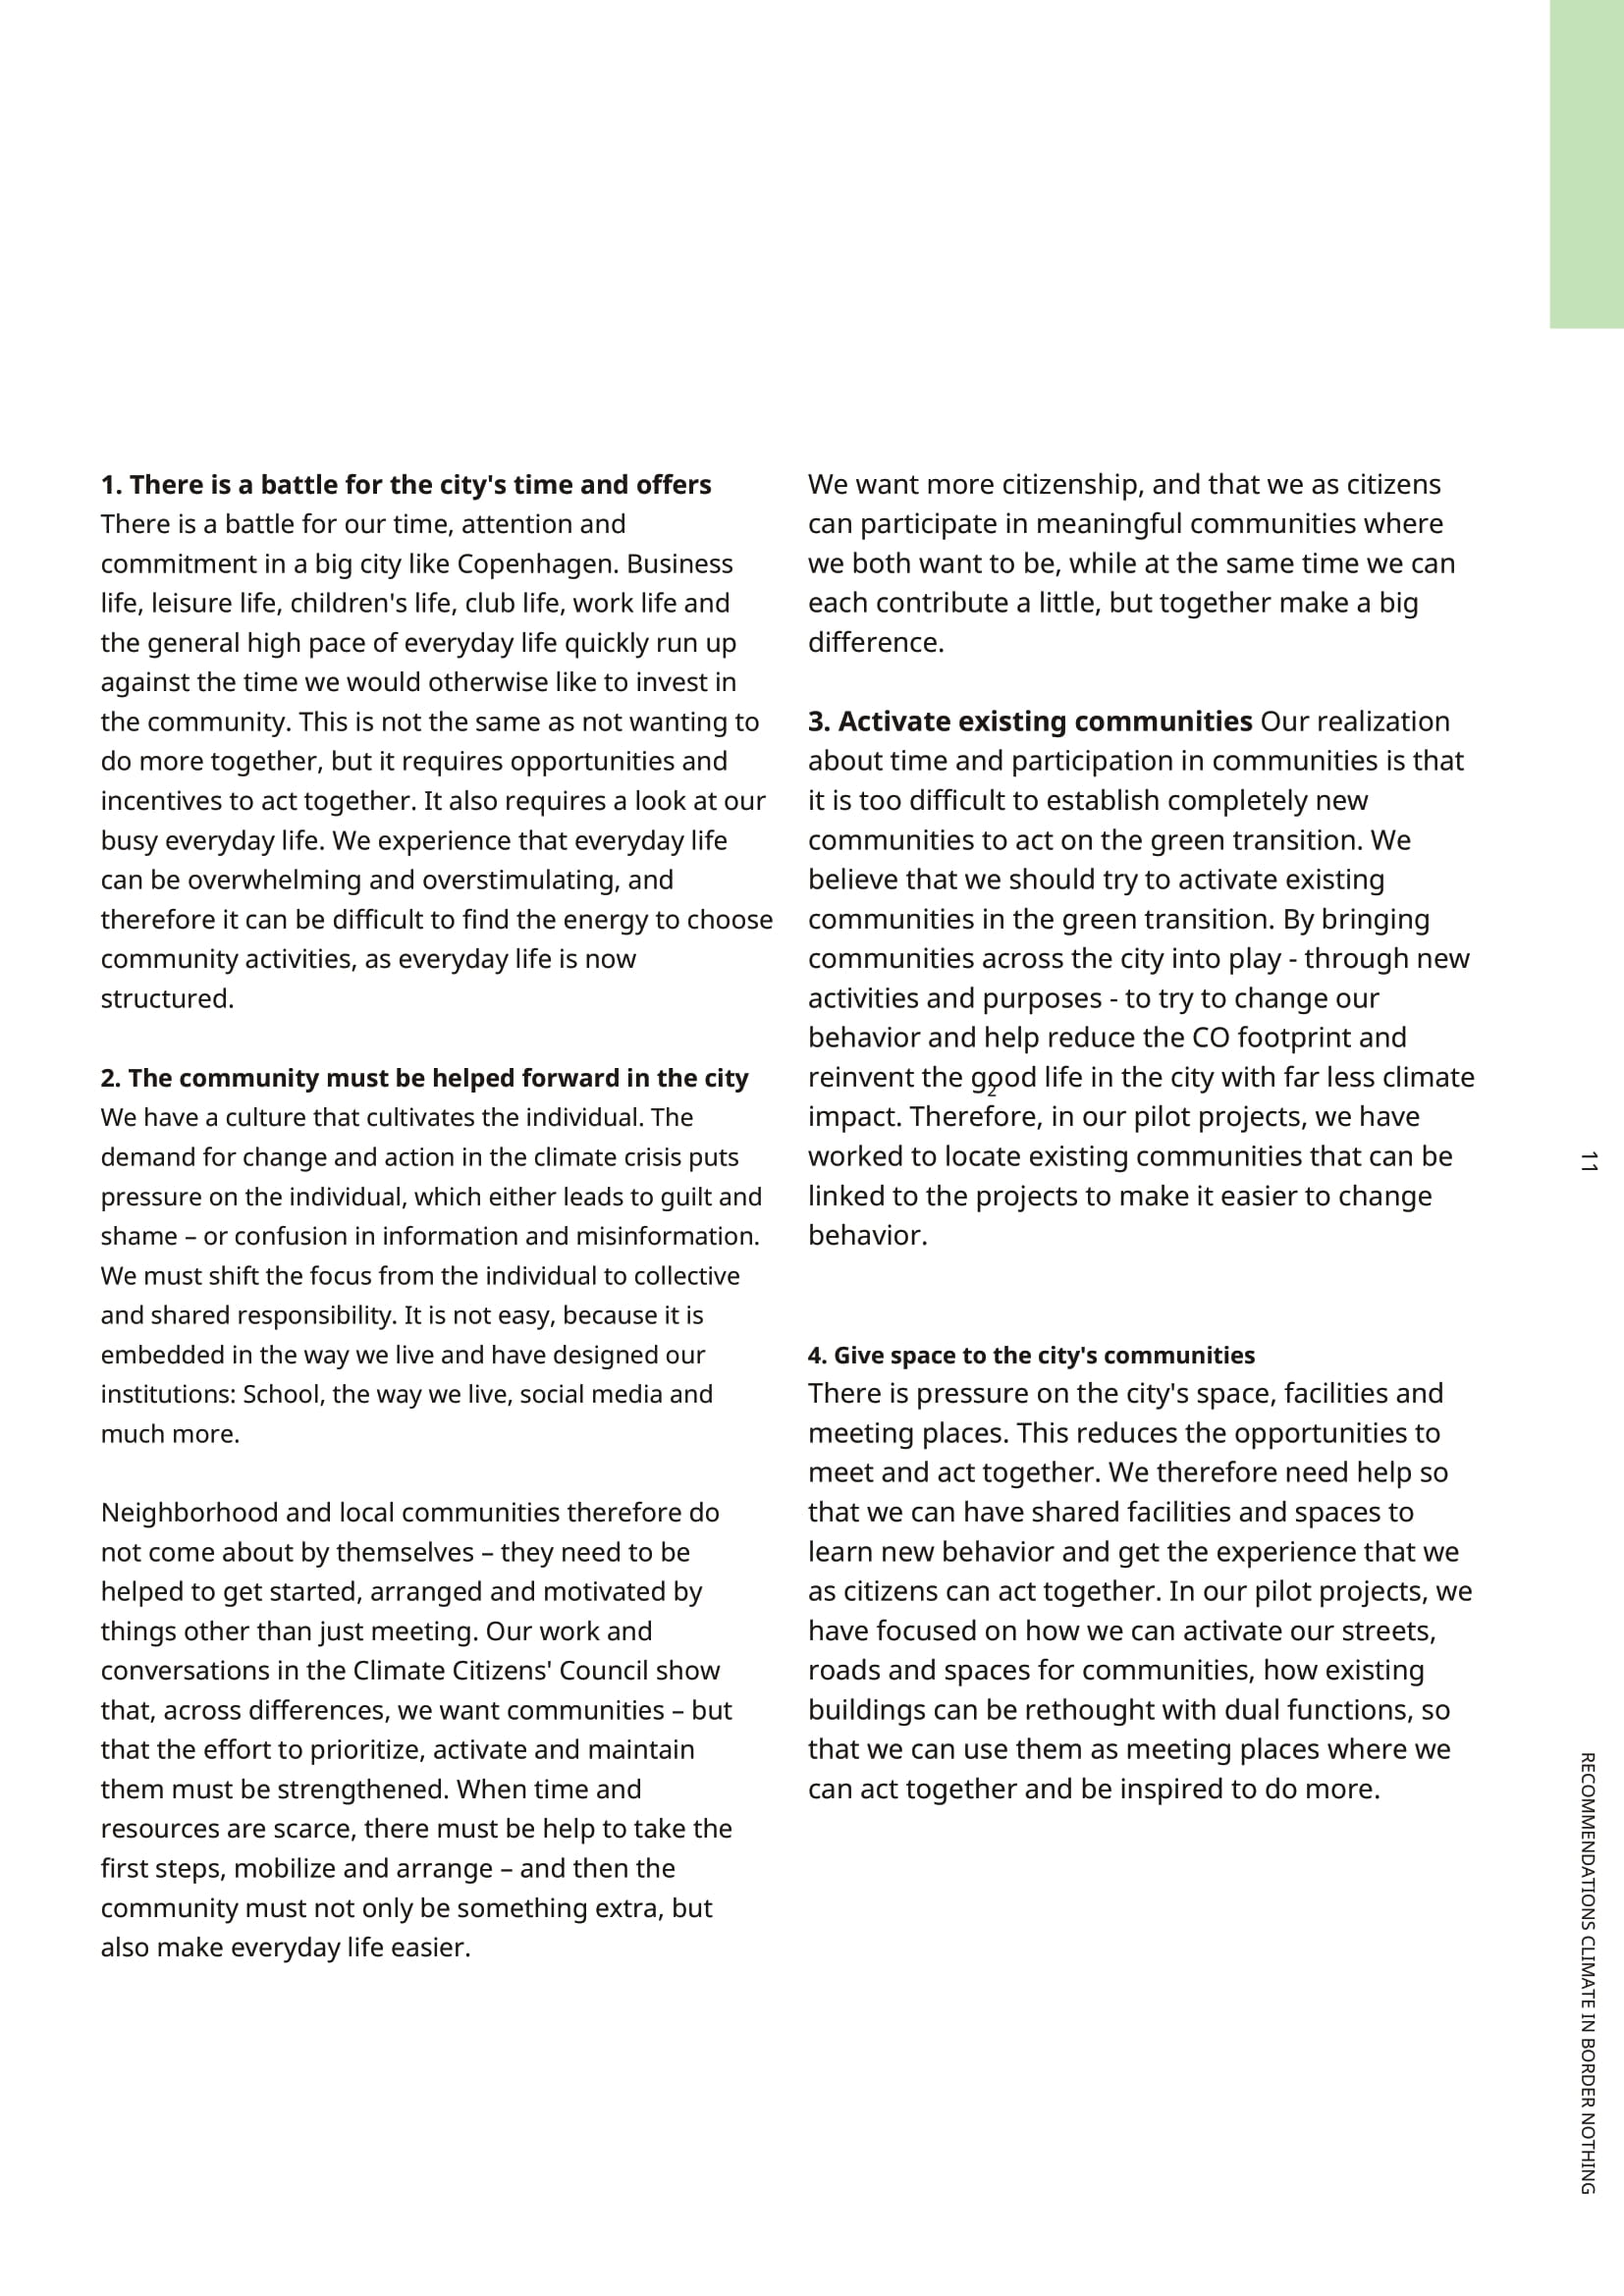 1. There is a battle for the city's time and offers
There is a battle for our time, attention and
commitment in a big city like Copenhagen. Business
life, leisure life, children's life, club life, work life and
the general high pace of everyday life quickly run up
against the time we would otherwise like to invest in
the community. This is not the same as not wanting to
do more together, but it requires opportunities and
incentives to act together. It also requires a look at our
busy everyday life. We experience that everyday life
can be overwhelming and overstimulating, and
therefore it can be difficult to find the energy to choose
community activities, as everyday life is now
structured.
2. The community must be helped forward in the city
We have a culture that cultivates the individual. The
demand for change and action in the climate crisis puts
pressure on the individual, which either leads to guilt and
shame – or confusion in information and misinformation.
We must shift the focus from the individual to collective
and shared responsibility. It is not easy, because it is
embedded in the way we live and have designed our
institutions: School, the way we live, social media and
much more.
Neighborhood and local communities therefore do
not come about by themselves – they need to be
helped to get started, arranged and motivated by
things other than just meeting. Our work and
conversations in the Climate Citizens' Council show
that, across differences, we want communities – but
that the effort to prioritize, activate and maintain
them must be strengthened. When time and
resources are scarce, there must be help to take the
first steps, mobilize and arrange – and then the
community must not only be something extra, but
also make everyday life easier.
We want more citizenship, and that we as citizens
can participate in meaningful communities where
we both want to be, while at the same time we can
each contribute a little, but together make a big
difference.
3. Activate existing communities Our realization
about time and participation in communities is that
it is too difficult to establish completely new
communities to act on the green transition. We
believe that we should try to activate existing
communities in the green transition. By bringing
communities across the city into play - through new
activities and purposes - to try to change our
behavior and help reduce the CO footprint and
reinvent the good life in the city with far less climate
2
impact. Therefore, in our pilot projects, we have
worked to locate existing communities that can be
linked to the projects to make it easier to change
behavior.
4. Give space to the city's communities
There is pressure on the city's space, facilities and
meeting places. This reduces the opportunities to
meet and act together. We therefore need help so
that we can have shared facilities and spaces to
learn new behavior and get the experience that we
as citizens can act together. In our pilot projects, we
have focused on how we can activate our streets,
roads and spaces for communities, how existing
buildings can be rethought with dual functions, so
that we can use them as meeting places where we
can act together and be inspired to do more.
11
RECOMMENDATIONS CLIMATE IN BORDER NOTHING